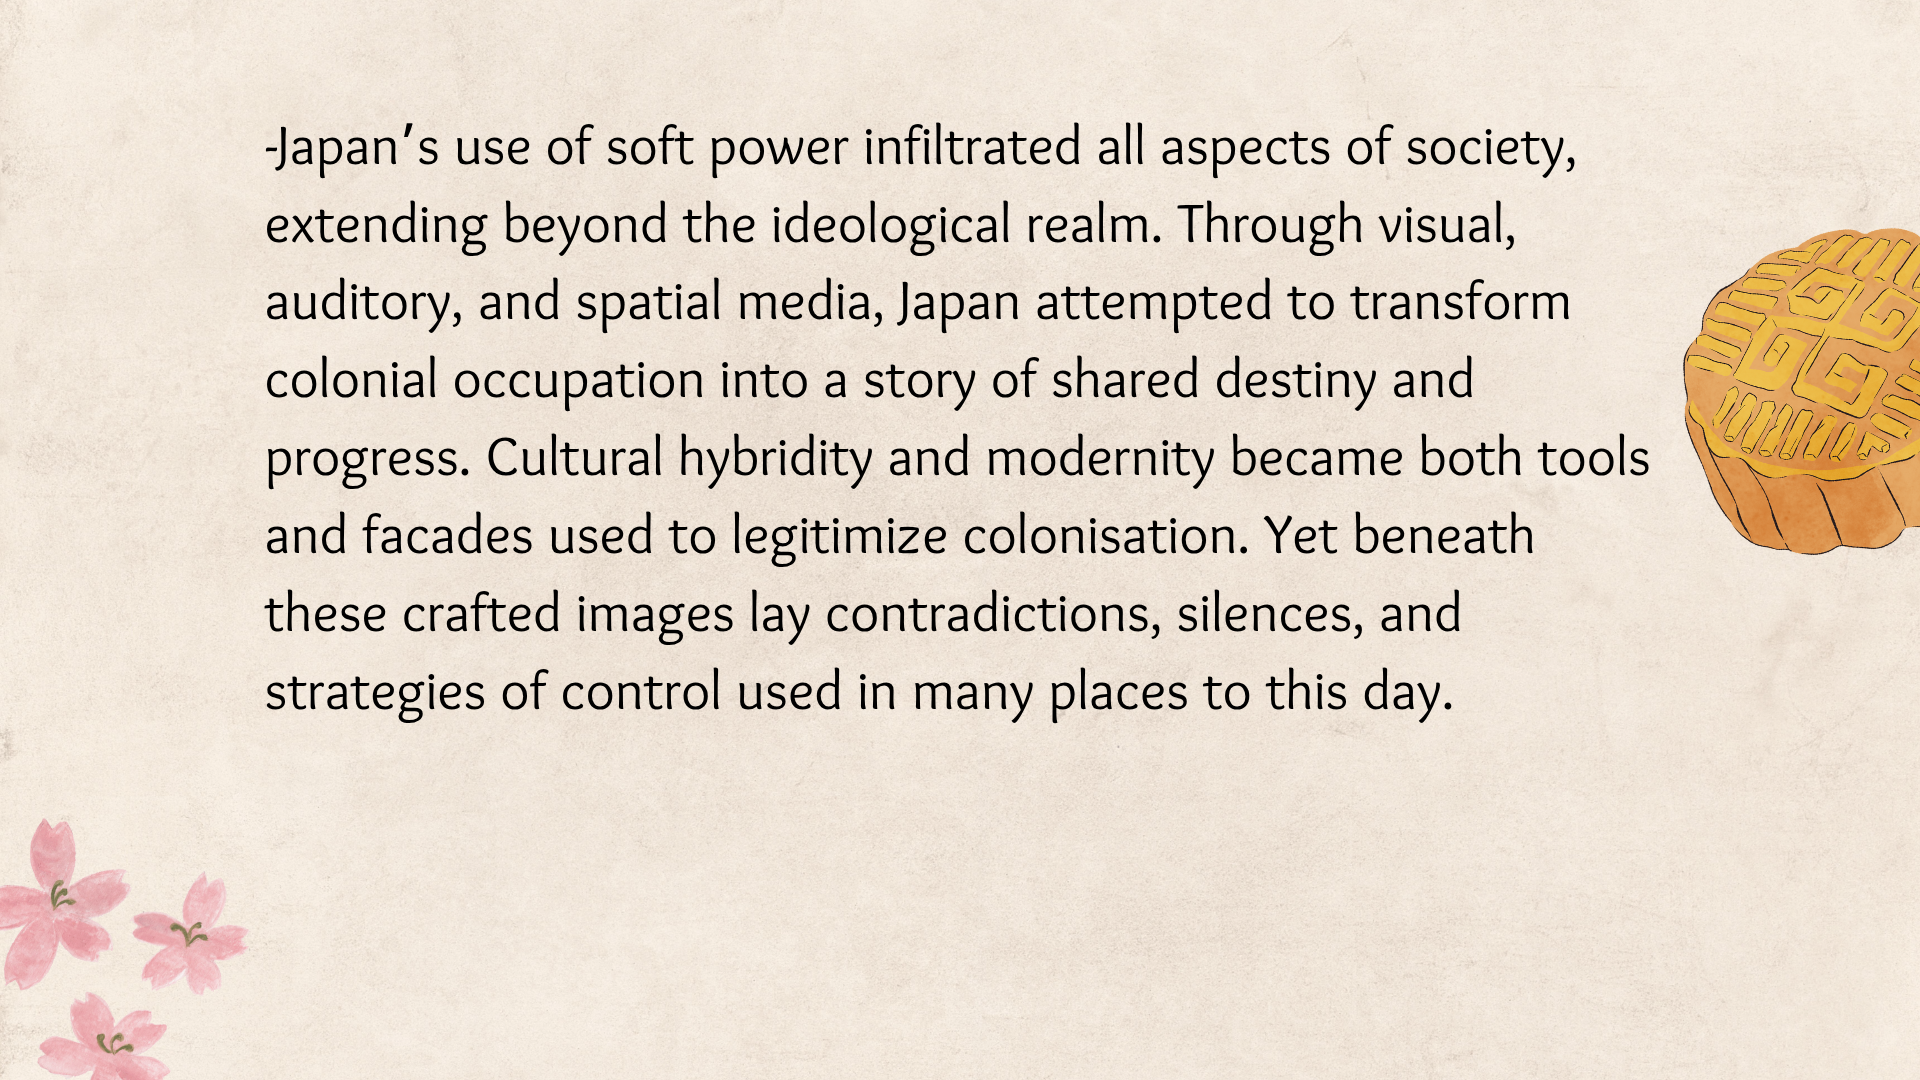 -Japan's use of soft power infiltrated all aspects of society,
extending beyond the ideological realm. Through visual,
auditory, and spatial media, Japan attempted to transform
colonial occupation into a story of shared destiny and
progress. Cultural hybridity and modernity became both tools
and facades used to legitimize colonisation. Yet beneath
these crafted images lay contradictions, silences, and
strategies of control used in many places to this day.